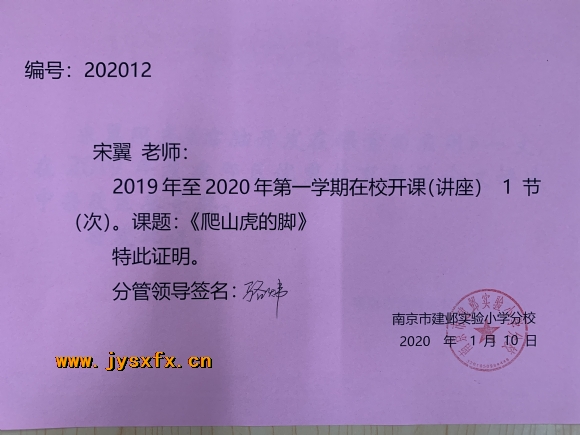 编号：202012
宋翼 老师：
2019年至2020年第一学期在校开课（讲座） 1 节
（次）。课题：《爬山虎的脚》
特此证明。
分管领导签名：
南京市建邺实验小学分校
2020 年 1 月 10 日
www.jysxfx.cn